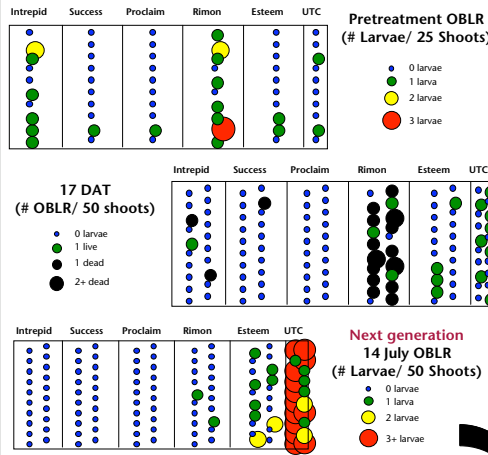 Intrepid Success Proclaim Rimon Esteem UTC
Pretreatment OBLR
(# Larvae/ 25 Shoots)
0 larvae
1 larva
2 larvae
3 larvae
17 DAT
(# OBLR/ 50 shoots)
0 larvae
1 live
1 dead
2+ dead
Intrepid Success Proclaim Rimon Esteem UTC
Intrepid Success Proclaim Rimon Esteem UTC
Next generation
14 July OBLR
(# Larvae/ 50 Shoots)
0 larvae
1 larva
2 larvae
3+ larvae